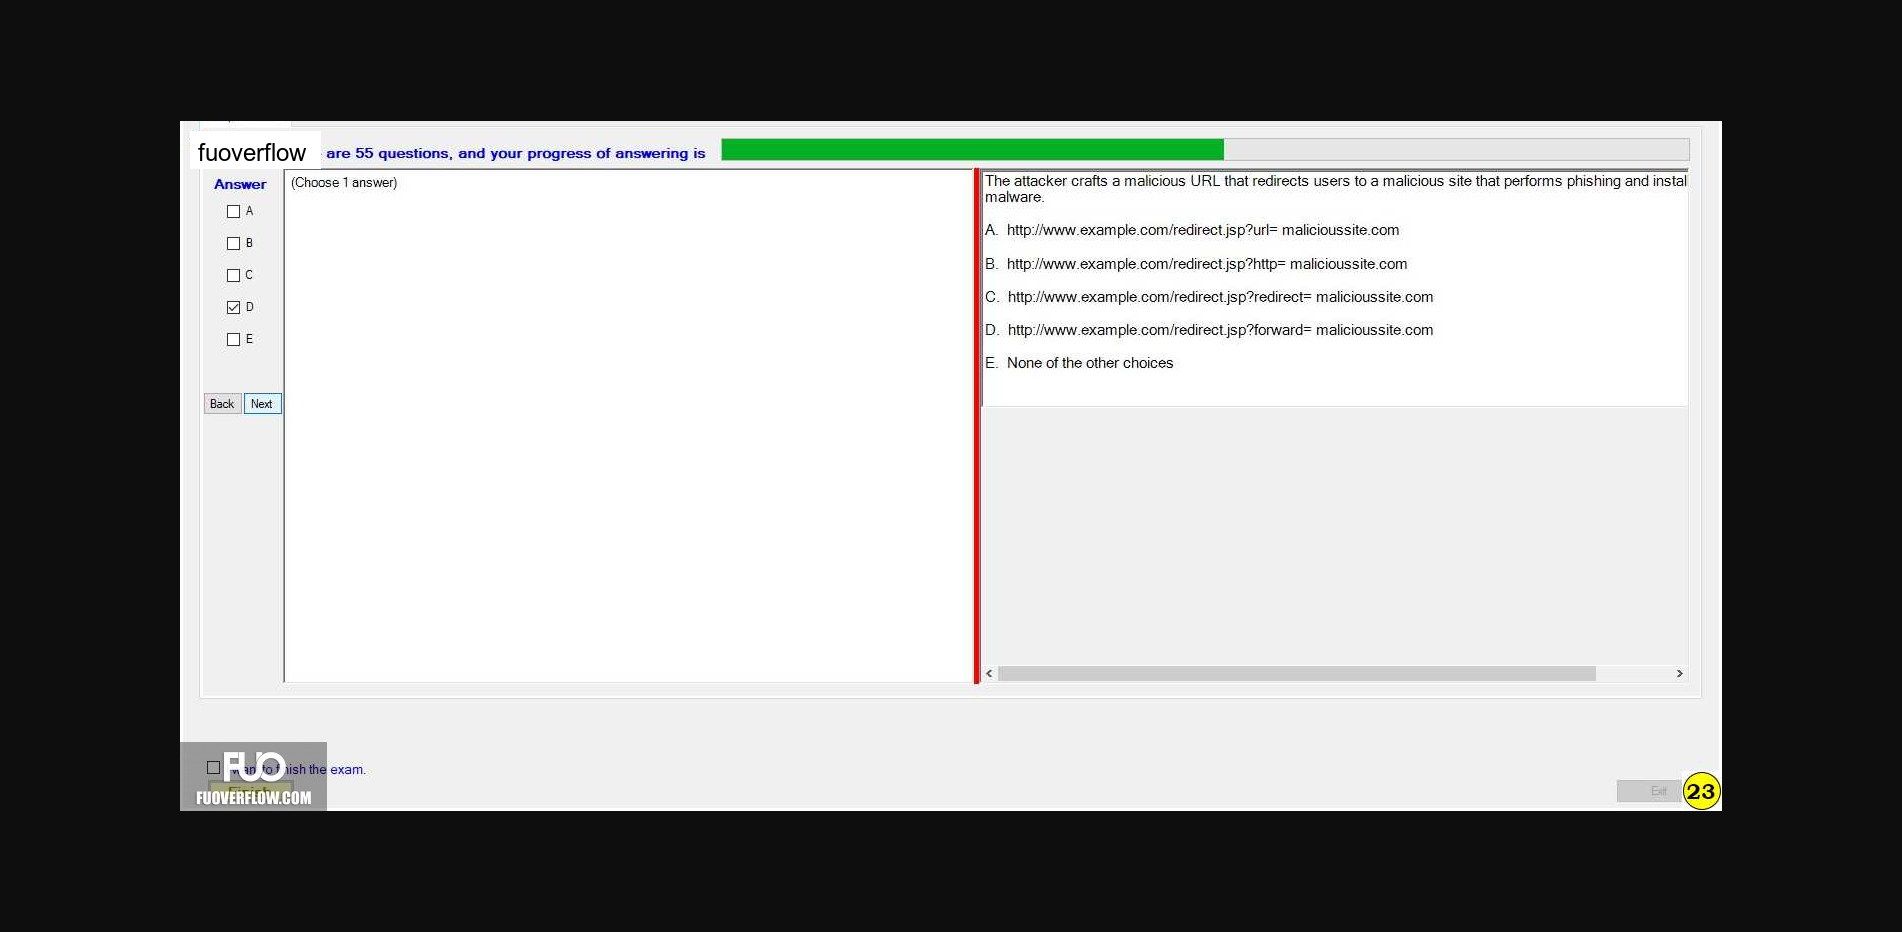 fuoverflow are 55 questions, and your progress of answering is
Answer
A
B
C
D
E
Back Next
(Choose 1 answer)
The attacker crafts a malicious URL that redirects users to a malicious site that performs phishing and instal
malware.
A. http://www.example.com/redirect.jsp?url= malicioussite.com
B. http://www.example.com/redirect.jsp?http= malicioussite.com
C. http://www.example.com/redirect.jsp?redirect= malicioussite.com
D. http://www.example.com/redirect.jsp?forward= malicioussite.com
E. None of the other choices
FUO
want to finish the exam.
Finish
FUOVERFLOW.COM
Exit
23